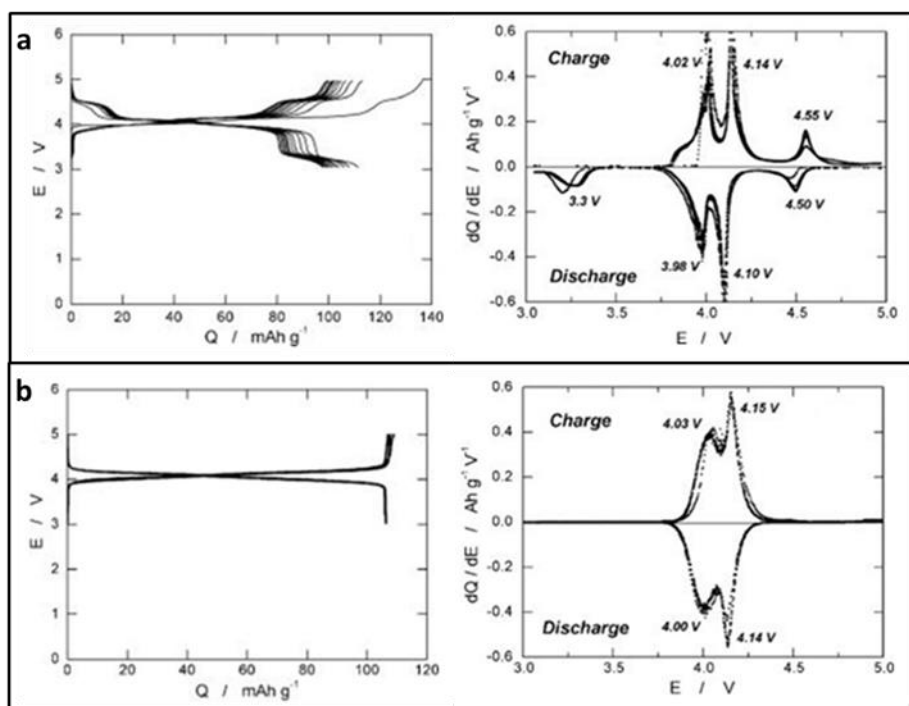 a
E / V
6
5
4
3
2
1
0
0 20 40 60 80 100 120 140
Q / mAh g⁻¹
dQ / dE / Ah g⁻¹ V⁻¹
0.6
0.4
0.2
0.0
-0.2
-0.4
-0.6
Charge
4.02 V
4.14 V
4.55 V
3.3 V
4.50 V
3.98 V
4.10 V
Discharge
3.0 3.5 4.0 4.5 5.0
E / V
b
E / V
6
5
4
3
2
1
0
0 20 40 60 80 100 120
Q / mAh g⁻¹
dQ / dE / Ah g⁻¹ V⁻¹
0.6
0.4
0.2
0.0
-0.2
-0.4
-0.6
Charge
4.03 V
4.15 V
4.00 V
4.14 V
Discharge
3.0 3.5 4.0 4.5 5.0
E / V